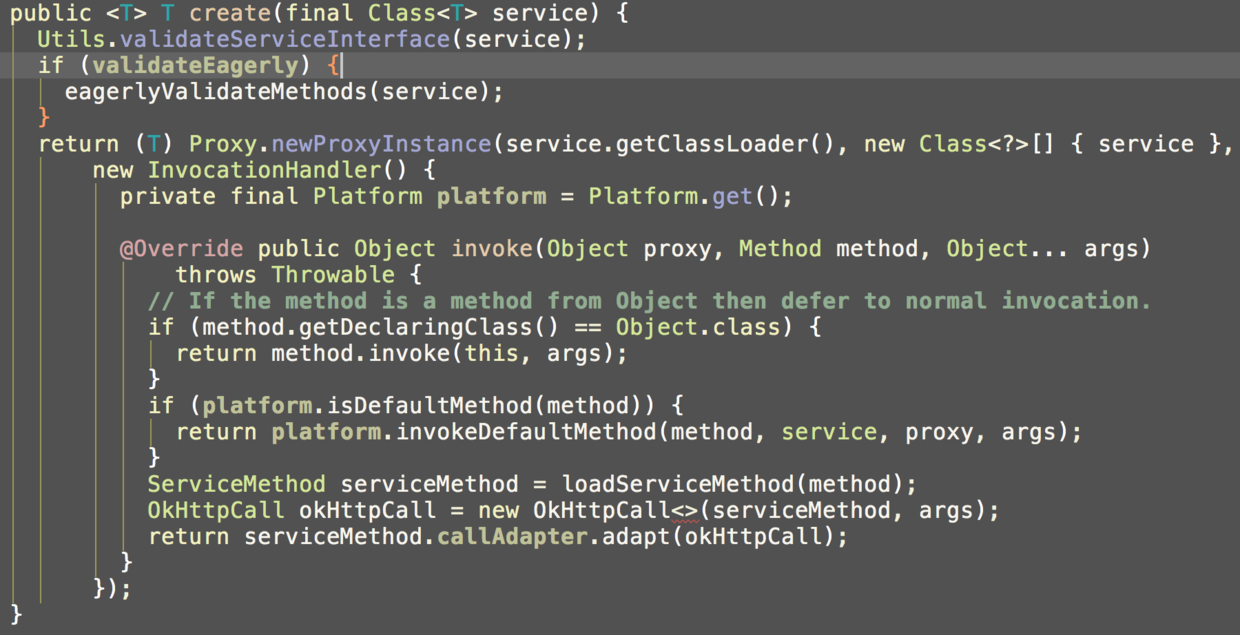 public <T> T create(final Class<T> service) {
  Utils.validateServiceInterface(service);
  if (validateEagerly) {
    eagerlyValidateMethods(service);
  }
  return (T) Proxy.newProxyInstance(service.getClassLoader(), new Class<?>[] { service },
      new InvocationHandler() {
        private final Platform platform = Platform.get();

        @Override public Object invoke(Object proxy, Method method, Object... args)
            throws Throwable {
          // If the method is a method from Object then defer to normal invocation.
          if (method.getDeclaringClass() == Object.class) {
            return method.invoke(this, args);
          }
          if (platform.isDefaultMethod(method)) {
            return platform.invokeDefaultMethod(method, service, proxy, args);
          }
          ServiceMethod serviceMethod = loadServiceMethod(method);
          OkHttpCall okHttpCall = new OkHttpCall<>(serviceMethod, args);
          return serviceMethod.callAdapter.adapt(okHttpCall);
        }
      });
}